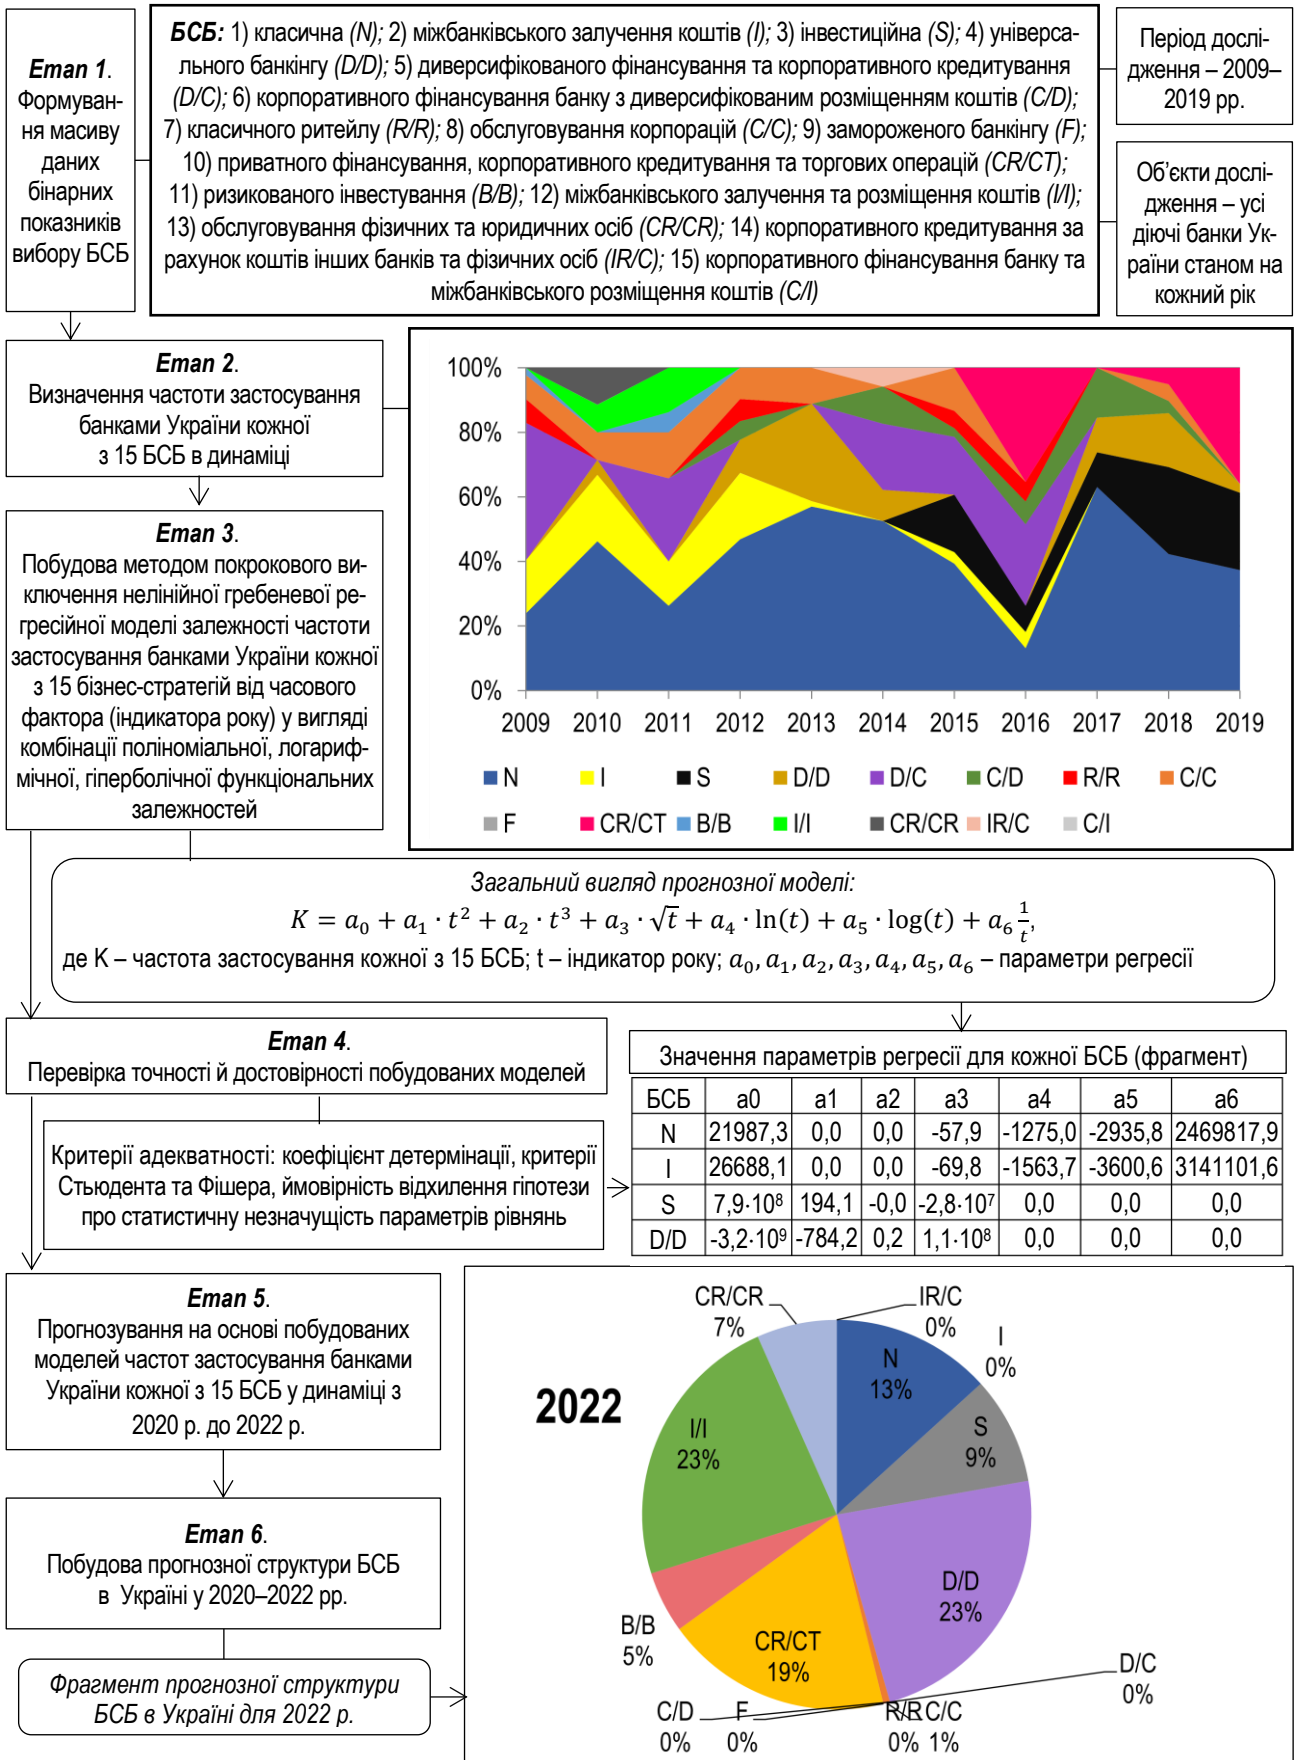 Етап 1.
Формуван-
ня масиву
даних
бінарних
показників
вибору БСБ
БСБ: 1) класична (N); 2) міжбанківського залучення коштів (I); 3) інвестиційна (S); 4) універса-
льного банкінгу (D/D); 5) диверсифікованого фінансування та корпоративного кредитування
(D/C); 6) корпоративного фінансування банку з диверсифікованим розміщенням коштів (C/D);
7) класичного ритейлу (R/R); 8) обслуговування корпорацій (C/C); 9) замороженого банкінгу (F);
10) приватного фінансування, корпоративного кредитування та торгових операцій (CR/CT);
11) ризикованого інвестування (B/B); 12) міжбанківського залучення та розміщення коштів (I/I);
13) обслуговування фізичних та юридичних осіб (CR/CR); 14) корпоративного кредитування за
рахунок коштів інших банків та фізичних осіб (IR/C); 15) корпоративного фінансування банку та
міжбанківського розміщення коштів (C/I)
Період дослі-
дження – 2009–
2019 рр.
Об’єкти дослі-
дження – усі
діючі банки Ук-
раїни станом на
кожний рік
Етап 2.
Визначення частоти застосування
банками України кожної
з 15 БСБ в динаміці
Етап 3.
Побудова методом покрокового ви-
ключення нелінійної гребеневої ре-
гресійної моделі залежності частоти
застосування банками України кожної
з 15 бізнес-стратегій від часового
фактора (індикатора року) у вигляді
комбінації поліноміальної, логариф-
мічної, гіперболічної функціональних
залежностей
100%
80%
60%
40%
20%
0%
2009 2010 2011 2012 2013 2014 2015 2016 2017 2018 2019
N I S D/D D/C C/D R/R C/C
F CR/CT B/B I/I CR/CR IR/C C/I
Загальний вигляд прогнозної моделі:
K = a₀ + a₁ · t² + a₂ · t³ + a₃ · √t + a₄ · ln(t) + a₅ · log(t) + a₆ 1/t,
де K – частота застосування кожної з 15 БСБ; t – індикатор року; a₀, a₁, a₂, a₃, a₄, a₅, a₆ – параметри регресії
Етап 4.
Перевірка точності й достовірності побудованих моделей
Критерії адекватності: коефіцієнт детермінації, критерії
Стьюдента та Фішера, ймовірність відхилення гіпотези
про статистичну незначущість параметрів рівнянь
Значення параметрів регресії для кожної БСБ (фрагмент)
БСБ a0 a1 a2 a3 a4 a5 a6
N 21987,3 0,0 0,0 -57,9 -1275,0 -2935,8 2469817,9
I 26688,1 0,0 0,0 -69,8 -1563,7 -3600,6 3141101,6
S 7,9·10⁸ 194,1 -0,0 -2,8·10⁷ 0,0 0,0 0,0
D/D -3,2·10⁹ -784,2 0,2 1,1·10⁸ 0,0 0,0 0,0
Етап 5.
Прогнозування на основі побудованих
моделей частот застосування банками
України кожної з 15 БСБ у динаміці з
2020 р. до 2022 р.
Етап 6.
Побудова прогнозної структури БСБ
в Україні у 2020–2022 рр.
Фрагмент прогнозної структури
БСБ в Україні для 2022 р.
2022
CR/CR
7%
IR/C
0%
I
0%
N
13%
S
9%
I/I
23%
D/D
23%
B/B
5%
CR/CT
19%
D/C
0%
C/D
0%
F
0%
R/R
0%
C/C
1%